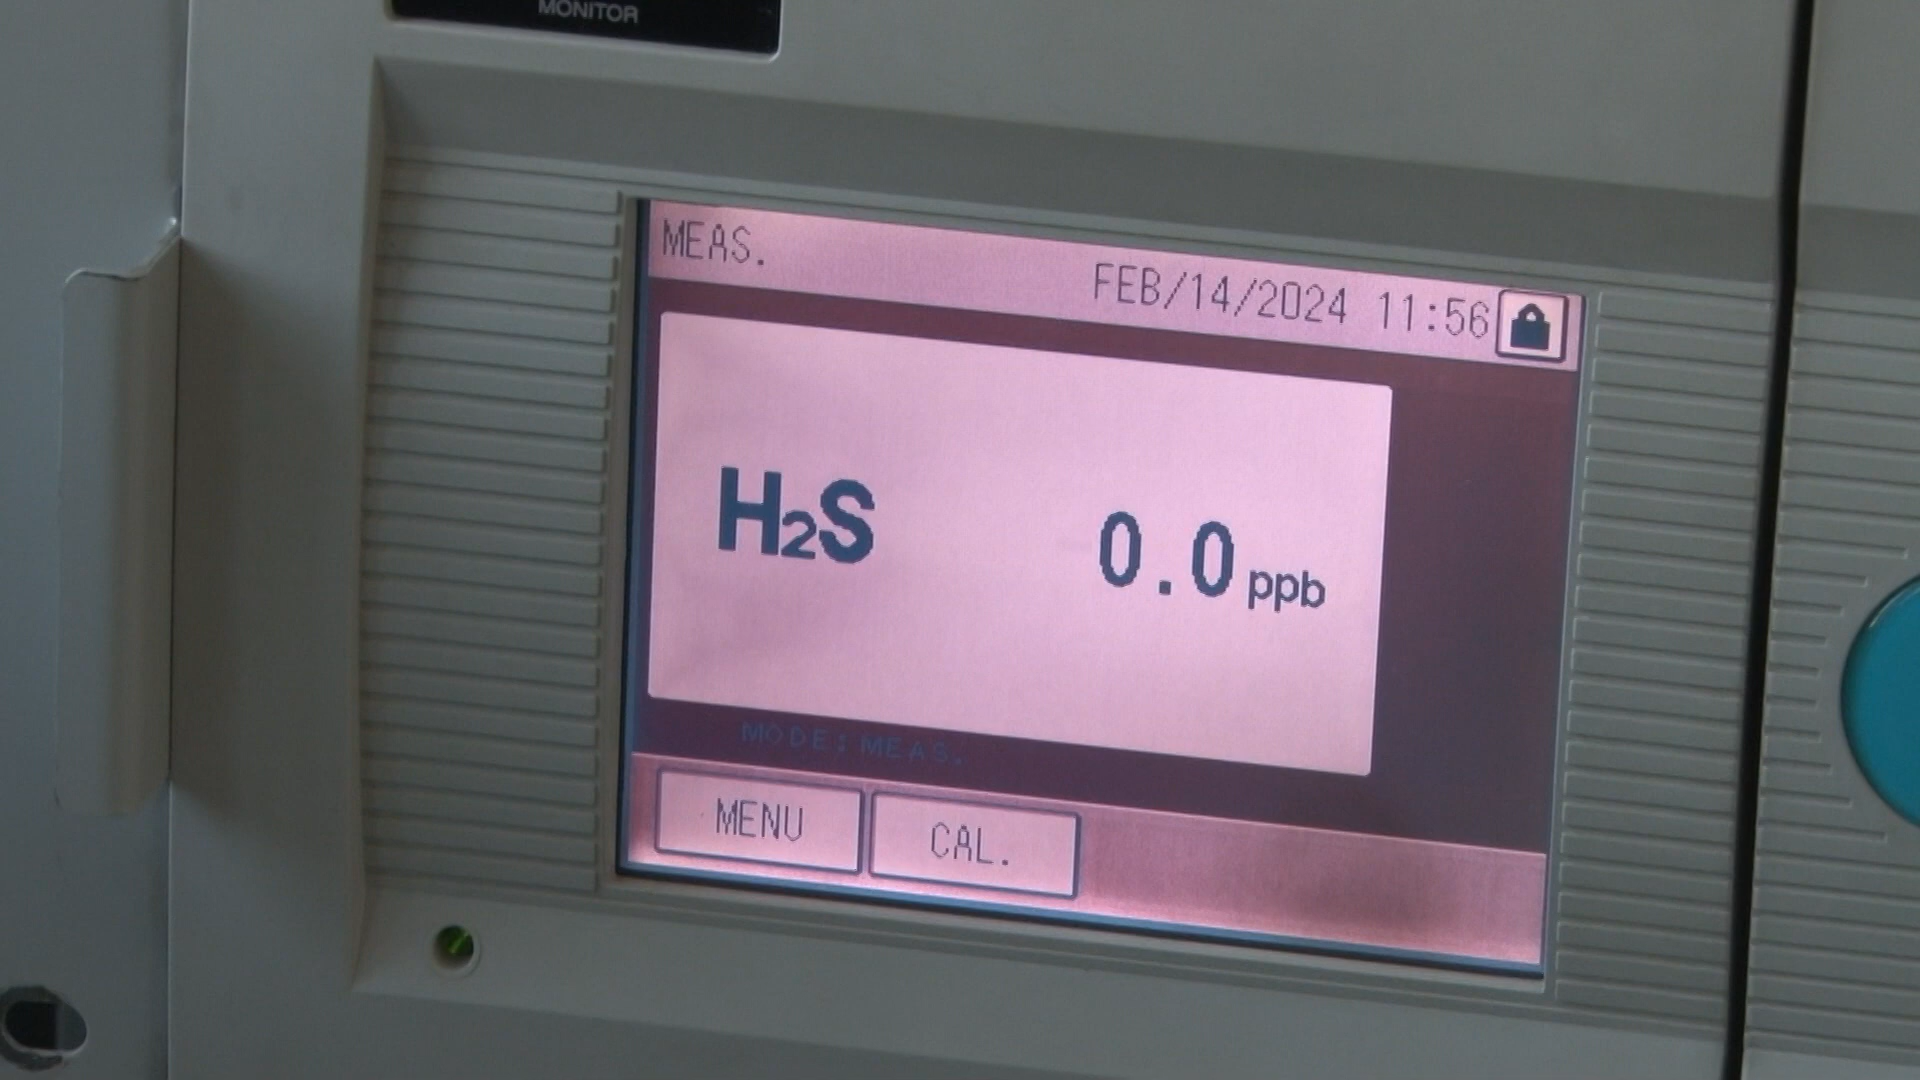 MONITOR
MEAS.
FEB/14/2024 11:56
H₂S 0.0 ppb
MODE:MEAS.
MENU CAL.